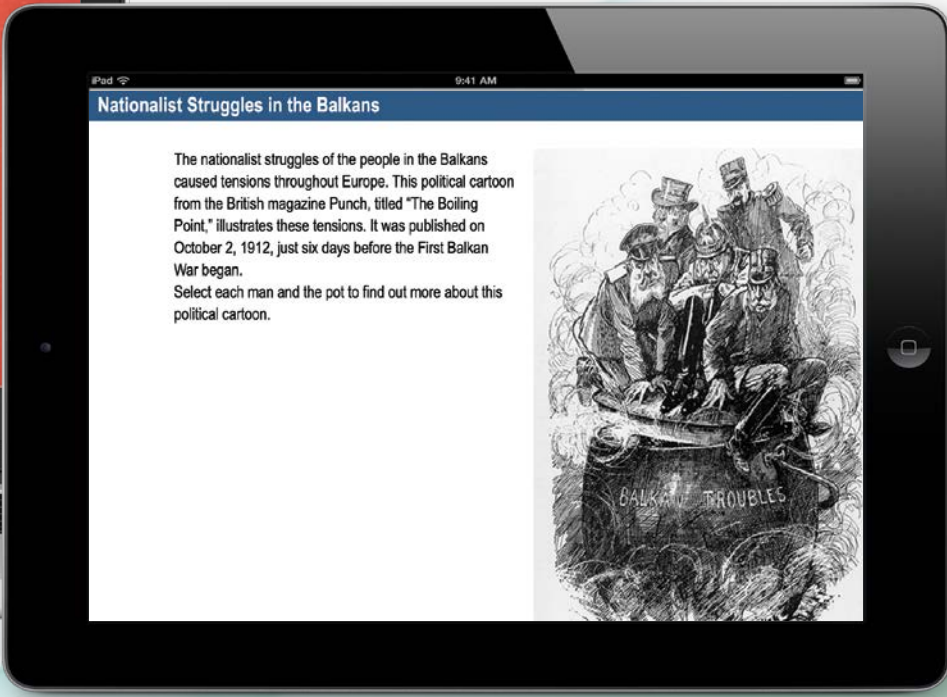 iPad
9:41 AM
Nationalist Struggles in the Balkans
The nationalist struggles of the people in the Balkans
caused tensions throughout Europe. This political cartoon
from the British magazine Punch, titled "The Boiling
Point," illustrates these tensions. It was published on
October 2, 1912, just six days before the First Balkan
War began.
Select each man and the pot to find out more about this
political cartoon.
BALKAN TROUBLES